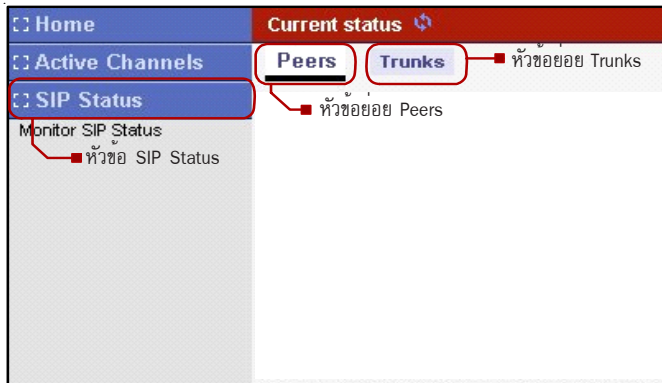 Home
Current status
Active Channels
Peers
Trunks
หัวข้อย่อย Trunks
SIP Status
หัวข้อย่อย Peers
Monitor SIP Status
หัวข้อ SIP Status